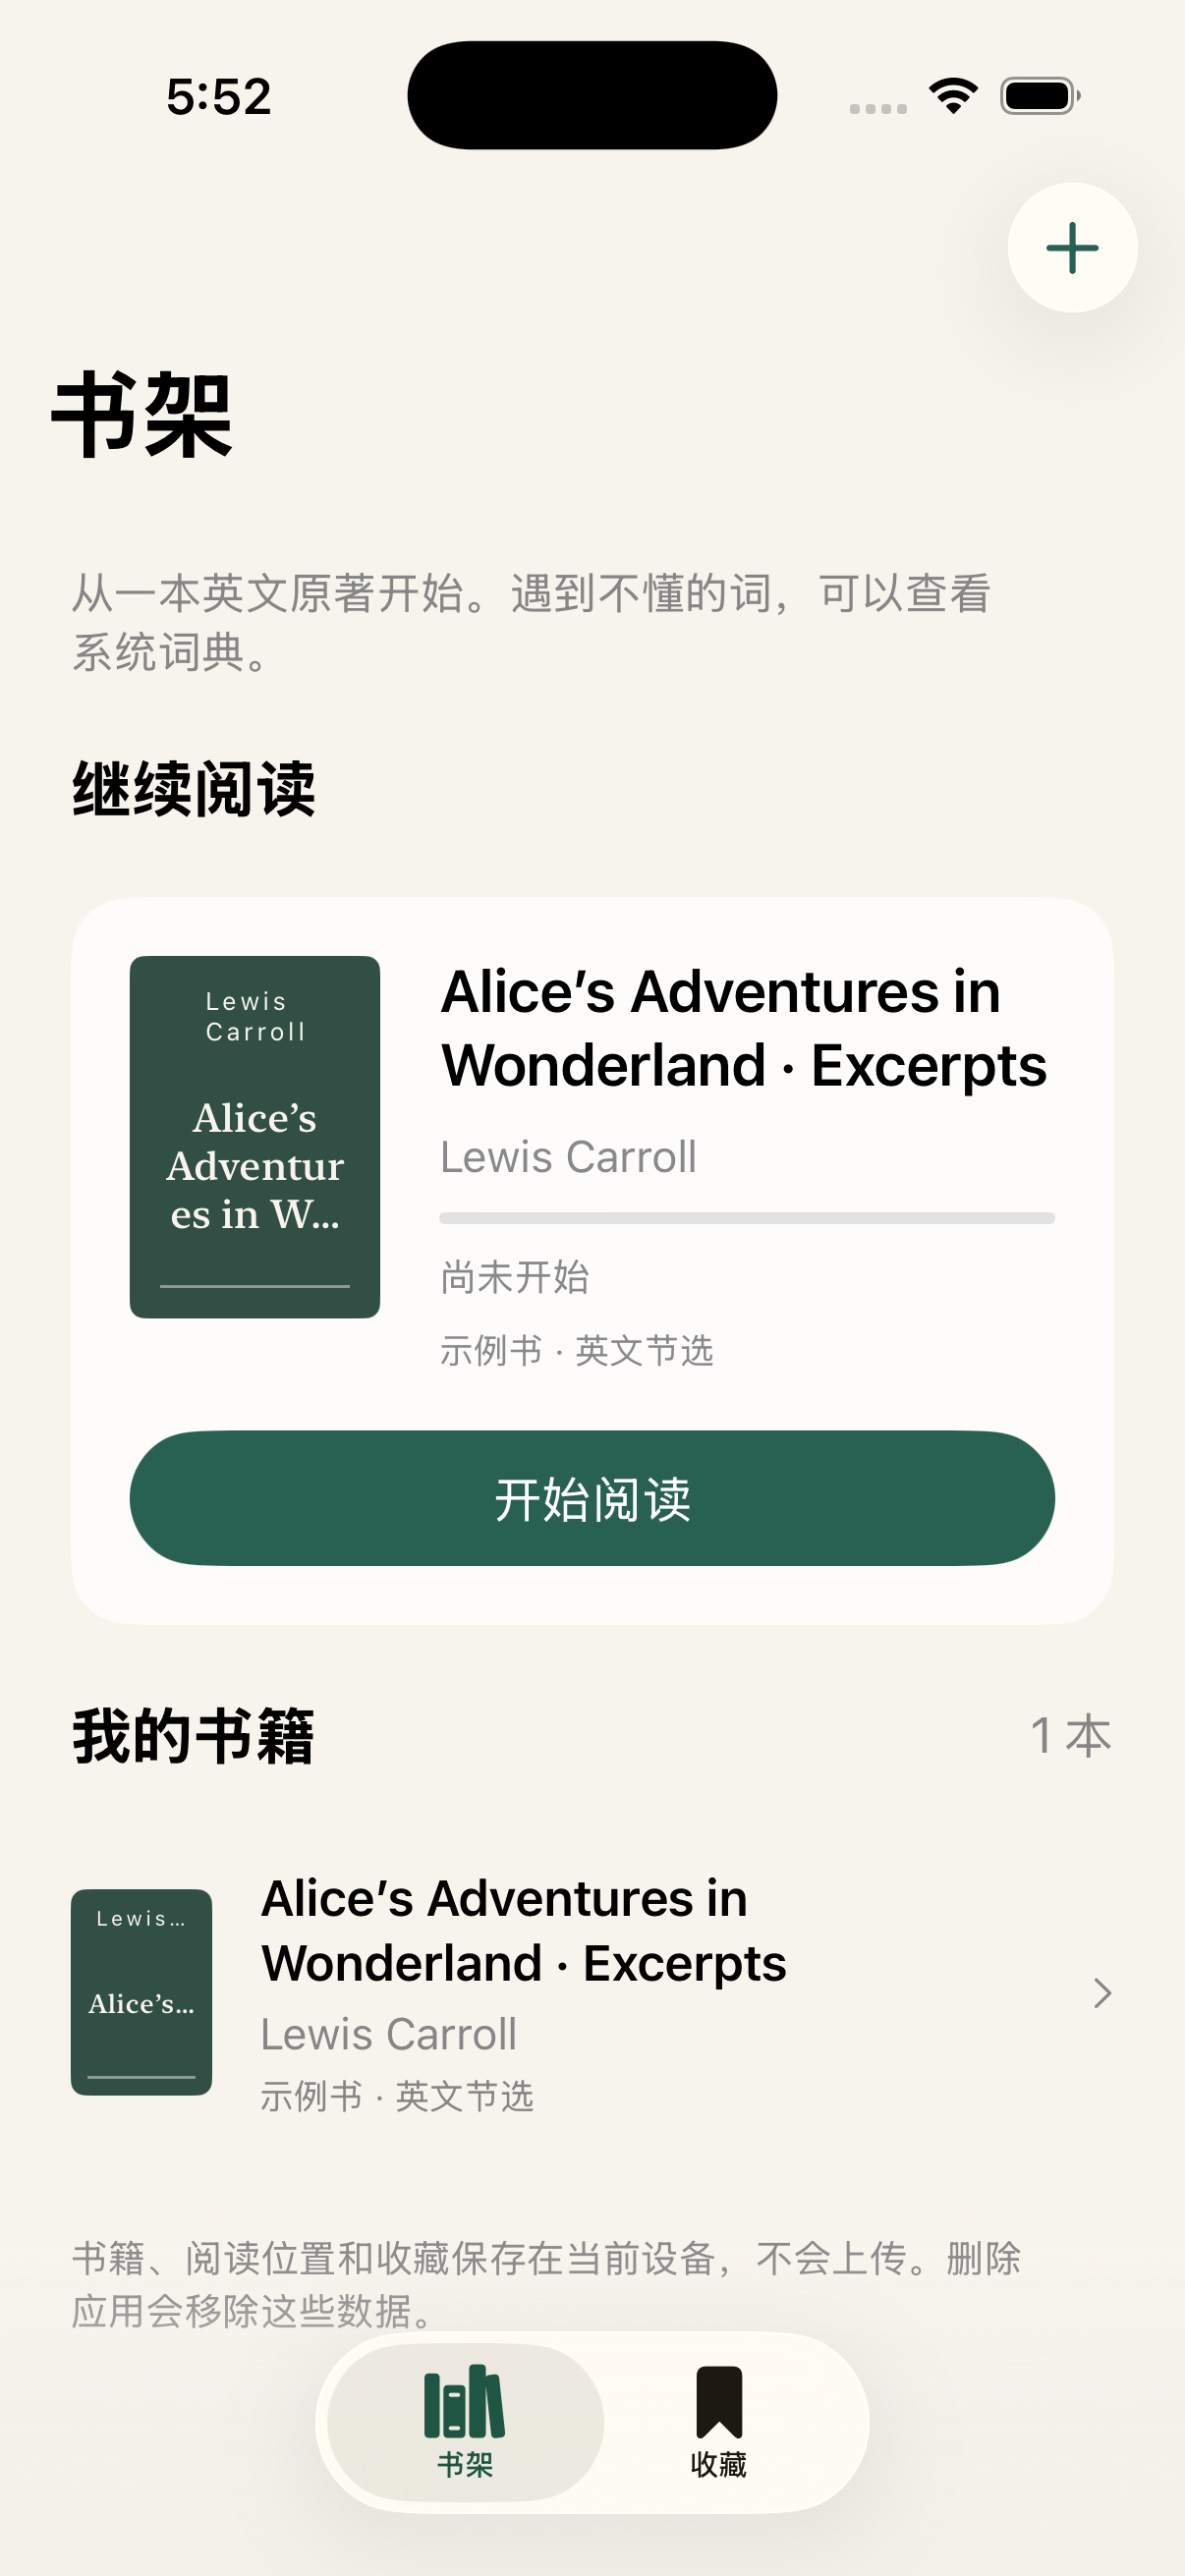 5:52
书架
从一本英文原著开始。遇到不懂的词，可以查看
系统词典。
继续阅读
Lewis
Carroll
Alice’s
Adventur
es in W...
Alice’s Adventures in
Wonderland · Excerpts
Lewis Carroll
尚未开始
示例书 · 英文节选
开始阅读
我的书籍
1 本
Lewis...
Alice’s...
Alice’s Adventures in
Wonderland · Excerpts
Lewis Carroll
示例书 · 英文节选
书籍、阅读位置和收藏保存在当前设备，不会上传。删除
应用会移除这些数据。
书架
收藏